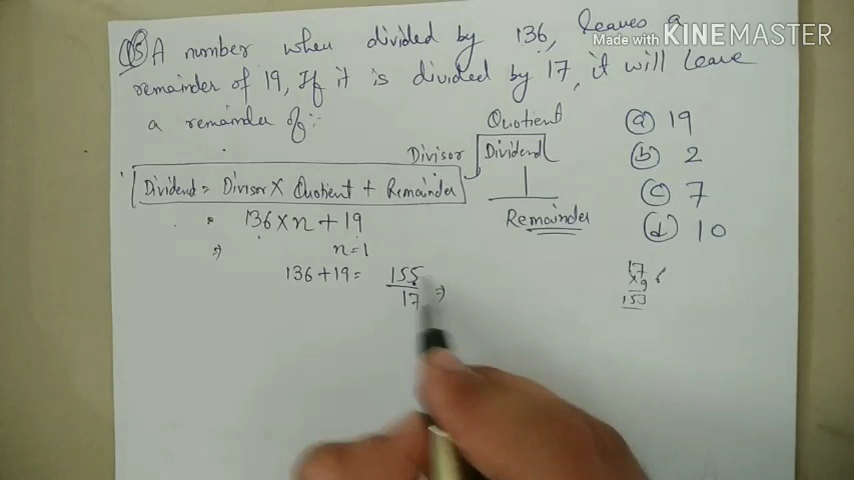 Q5 A number when divided by 136, leaves a
Made with KINEMASTER
remainder of 19, If it is divided by 17, it will leave
a remainder of:-
Quotient
Divisor Dividend
Dividend = Divisor × Quotient + Remainder
Remainder
(a) 19
(b) 2
(c) 7
(d) 10
136 × n + 19
⇒ n=1
136 + 19 = 155
17 ⇒
17
×9
153